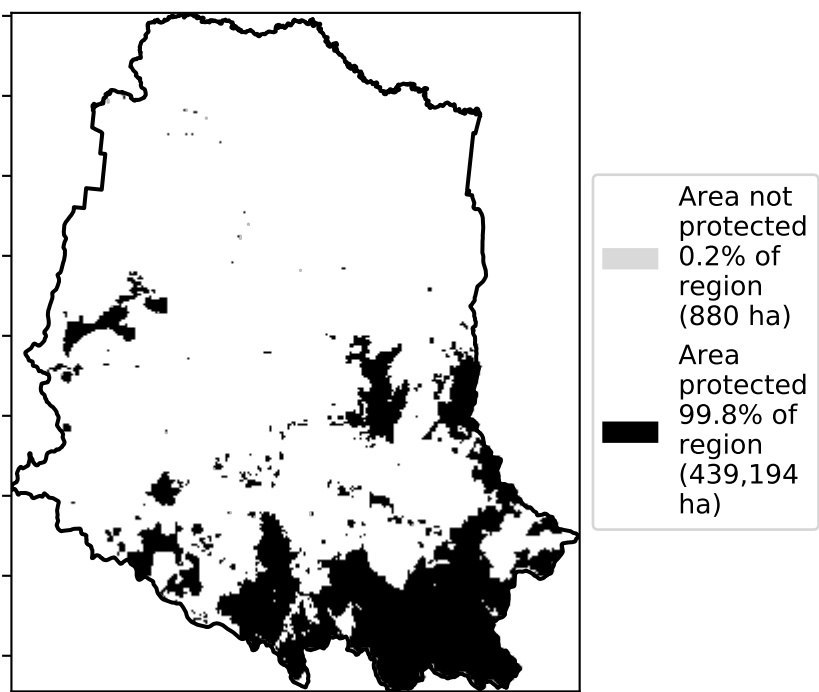 Area not
protected
0.2% of
region
(880 ha)
Area
protected
99.8% of
region
(439,194
ha)